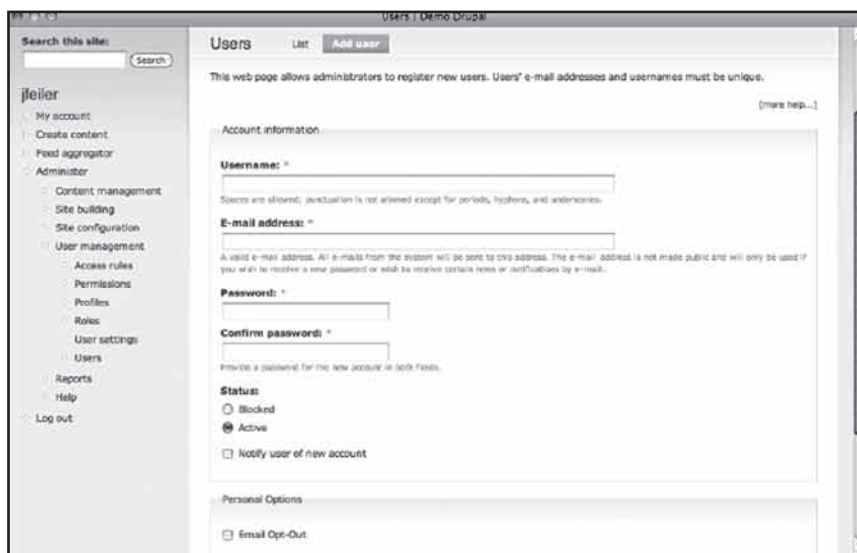 Users | Demo Drupal
Search this site:
Search
jleiler
My account
Create content
Feed aggregator
Administer
Content management
Site building
Site configuration
User management
Access rules
Permissions
Profiles
Roles
User settings
Users
Reports
Help
Log out
Users List Add user
This web page allows administrators to register new users. Users' e-mail addresses and usernames must be unique.
[more help...]
Account information
Username: *
Spaces are allowed; punctuation is not allowed except for periods, hyphens, and underscores.
E-mail address: *
A valid e-mail address. All e-mails from the system will be sent to this address. The e-mail address is not made public and will only be used if
you wish to receive a new password or wish to receive certain news or notifications by e-mail.
Password: *
Confirm password: *
Provide a password for the new account in both fields.
Status:
Blocked
Active
Notify user of new account
Personal Options
Email Opt-Out